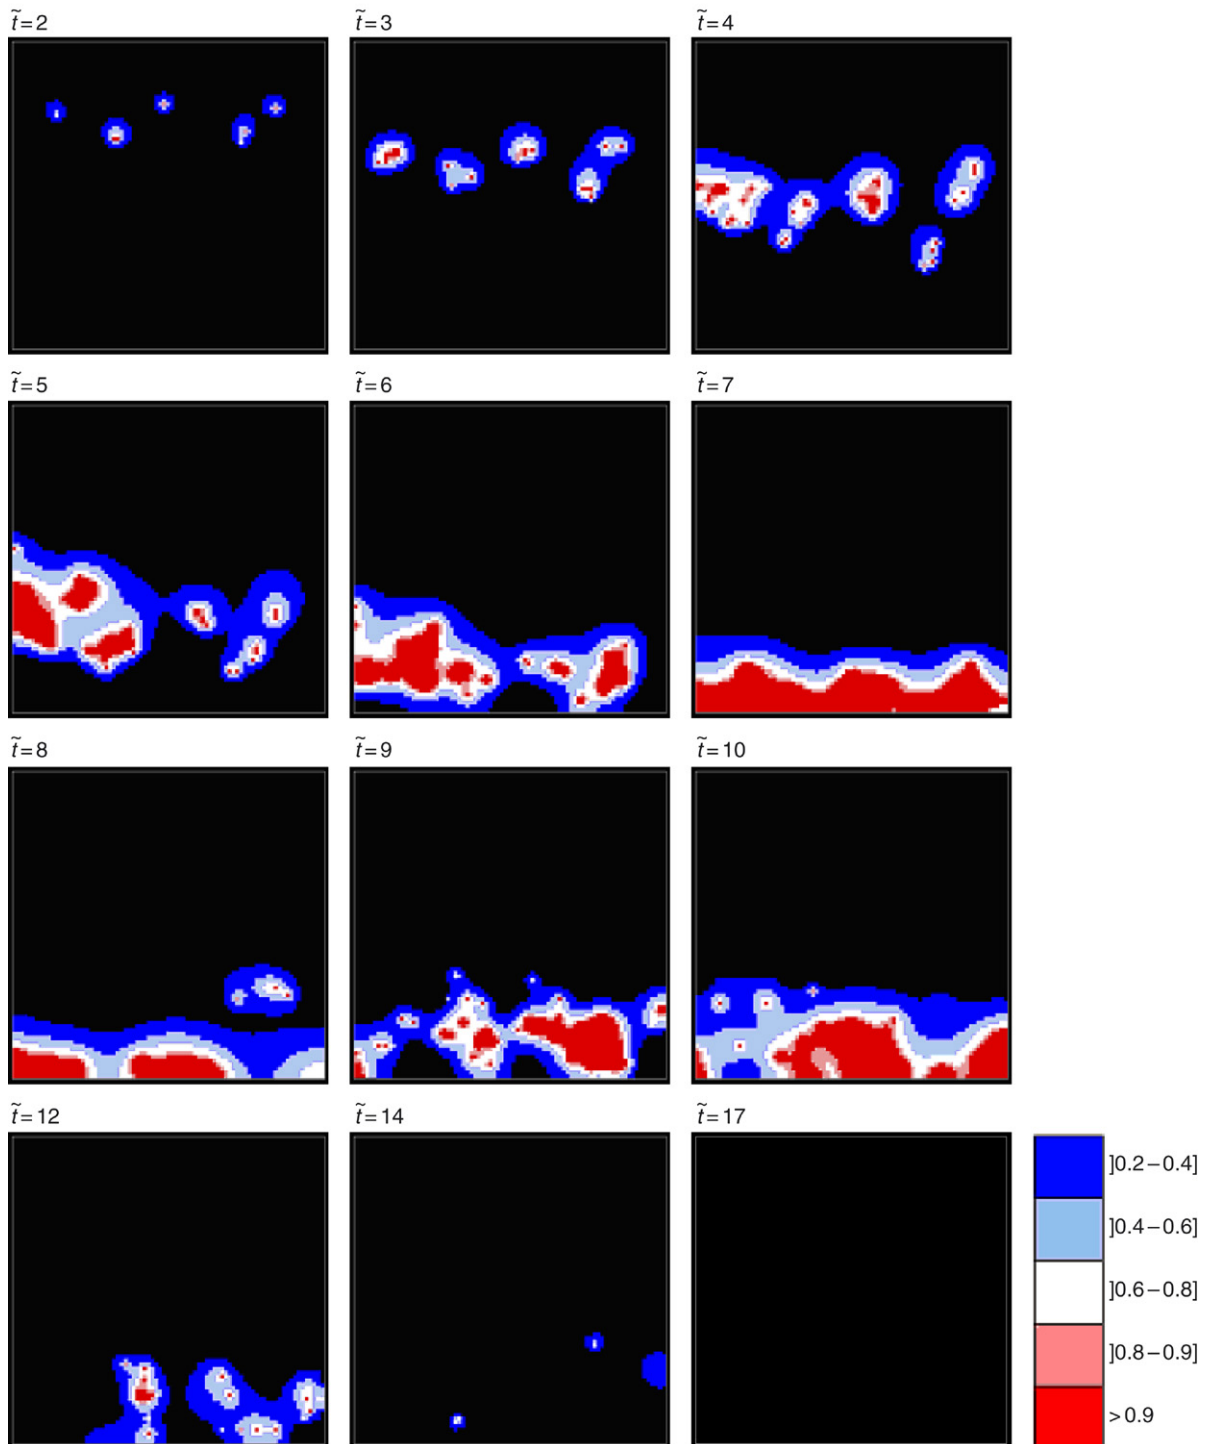 t̃=2
t̃=3
t̃=4
t̃=5
t̃=6
t̃=7
t̃=8
t̃=9
t̃=10
t̃=12
t̃=14
t̃=17
]0.2–0.4]
]0.4–0.6]
]0.6–0.8]
]0.8–0.9]
>0.9